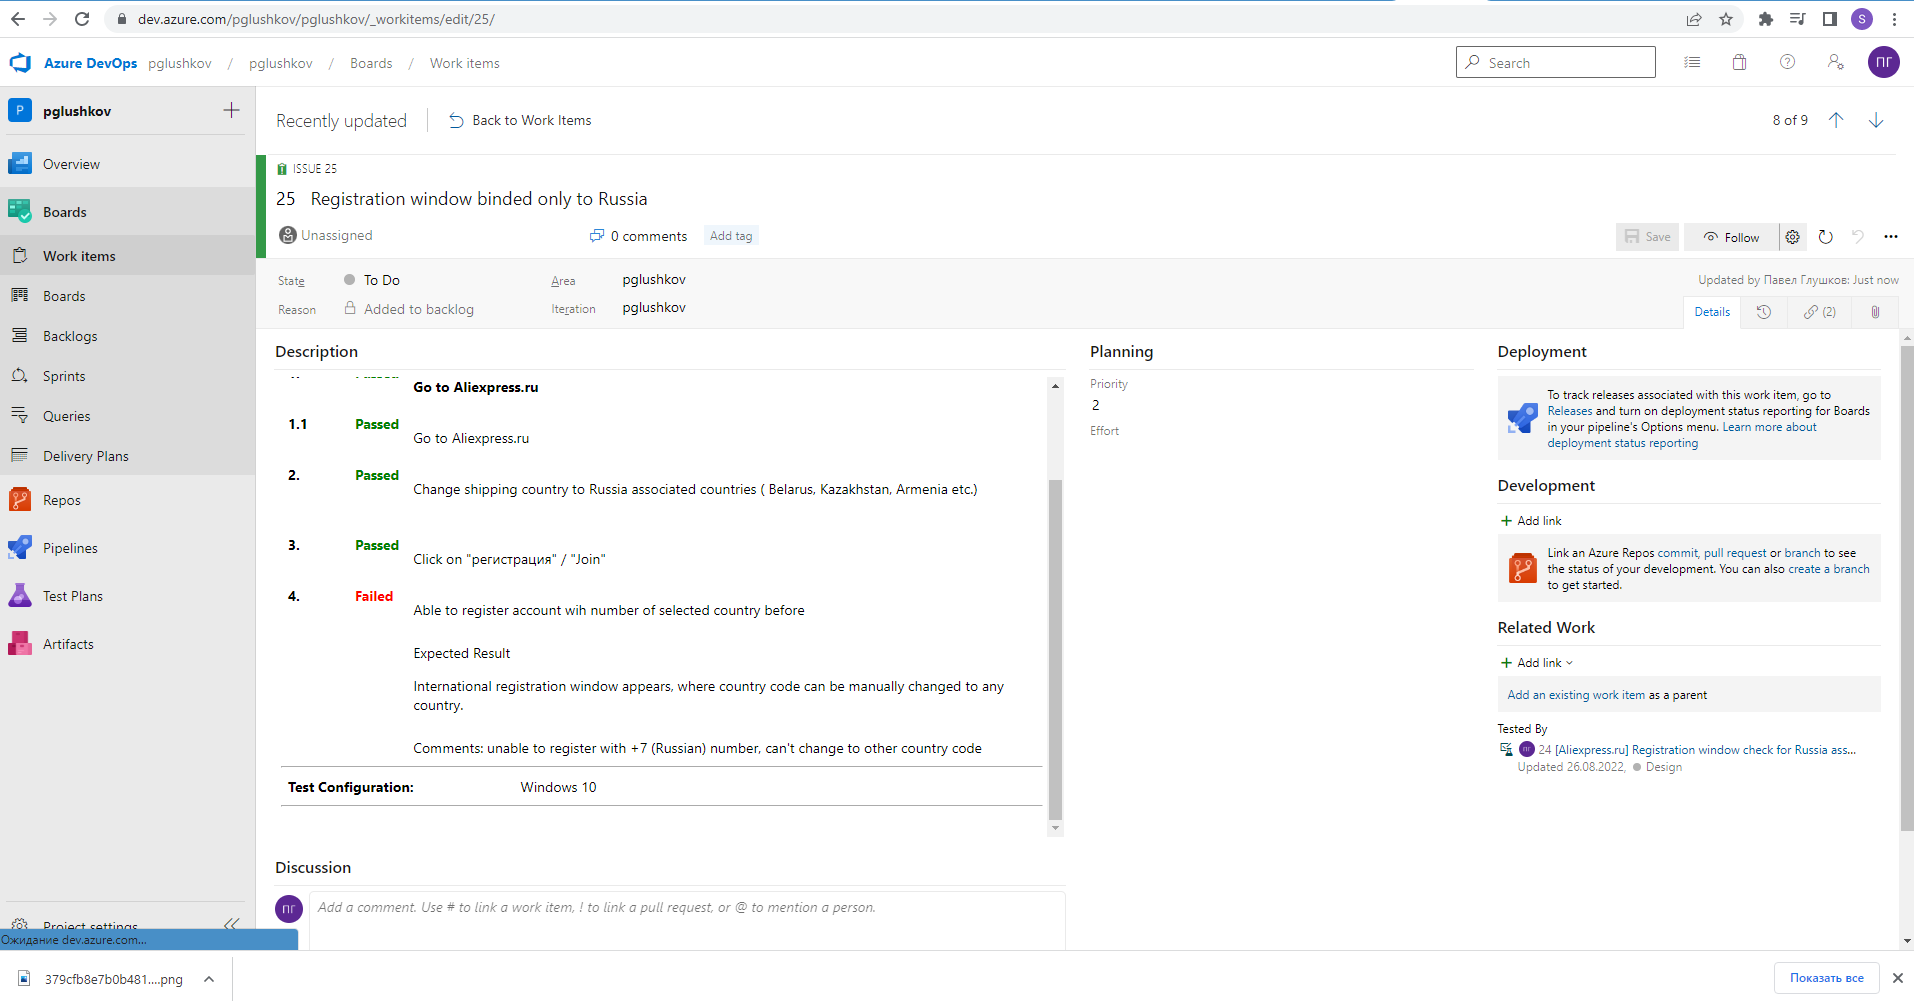 dev.azure.com/pglushkov/pglushkov/_workitems/edit/25/
S
Azure DevOps pglushkov / pglushkov / Boards / Work items
Search
ПГ
P pglushkov
Overview
Boards
Work items
Boards
Backlogs
Sprints
Queries
Delivery Plans
Repos
Pipelines
Test Plans
Artifacts
Project settings
Ожидание dev.azure.com...
Recently updated
Back to Work Items
8 of 9
ISSUE 25
25 Registration window binded only to Russia
Unassigned
0 comments
Add tag
Save
Follow
State To Do
Area pglushkov
Reason Added to backlog
Iteration pglushkov
Updated by Павел Глушков: Just now
Details
(2)
Description
Go to Aliexpress.ru
1.1 Passed
Go to Aliexpress.ru
2. Passed
Change shipping country to Russia associated countries ( Belarus, Kazakhstan, Armenia etc.)
3. Passed
Click on "регистрация" / "Join"
4. Failed
Able to register account wih number of selected country before
Expected Result
International registration window appears, where country code can be manually changed to any
country.
Comments: unable to register with +7 (Russian) number, can't change to other country code
Test Configuration: Windows 10
Discussion
ПГ
Add a comment. Use # to link a work item, ! to link a pull request, or @ to mention a person.
Planning
Priority
2
Effort
Deployment
To track releases associated with this work item, go to
Releases and turn on deployment status reporting for Boards
in your pipeline's Options menu. Learn more about
deployment status reporting
Development
Add link
Link an Azure Repos commit, pull request or branch to see
the status of your development. You can also create a branch
to get started.
Related Work
Add link
Add an existing work item as a parent
Tested By
ПГ 24 [Aliexpress.ru] Registration window check for Russia ass...
Updated 26.08.2022, Design
379cfb8e7b0b481....png
Показать все